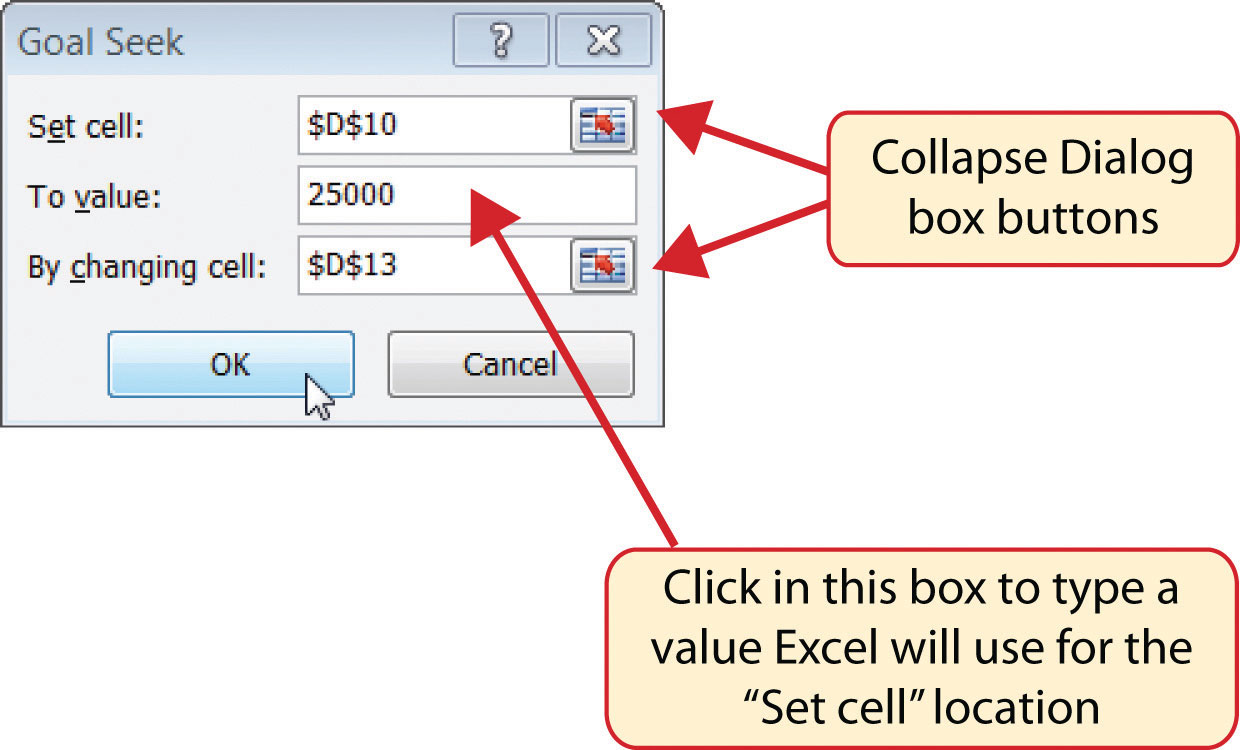 Goal Seek
Set cell: $D$10
To value: 25000
By changing cell: $D$13
OK Cancel
Collapse Dialog
box buttons
Click in this box to type a
value Excel will use for the
“Set cell” location